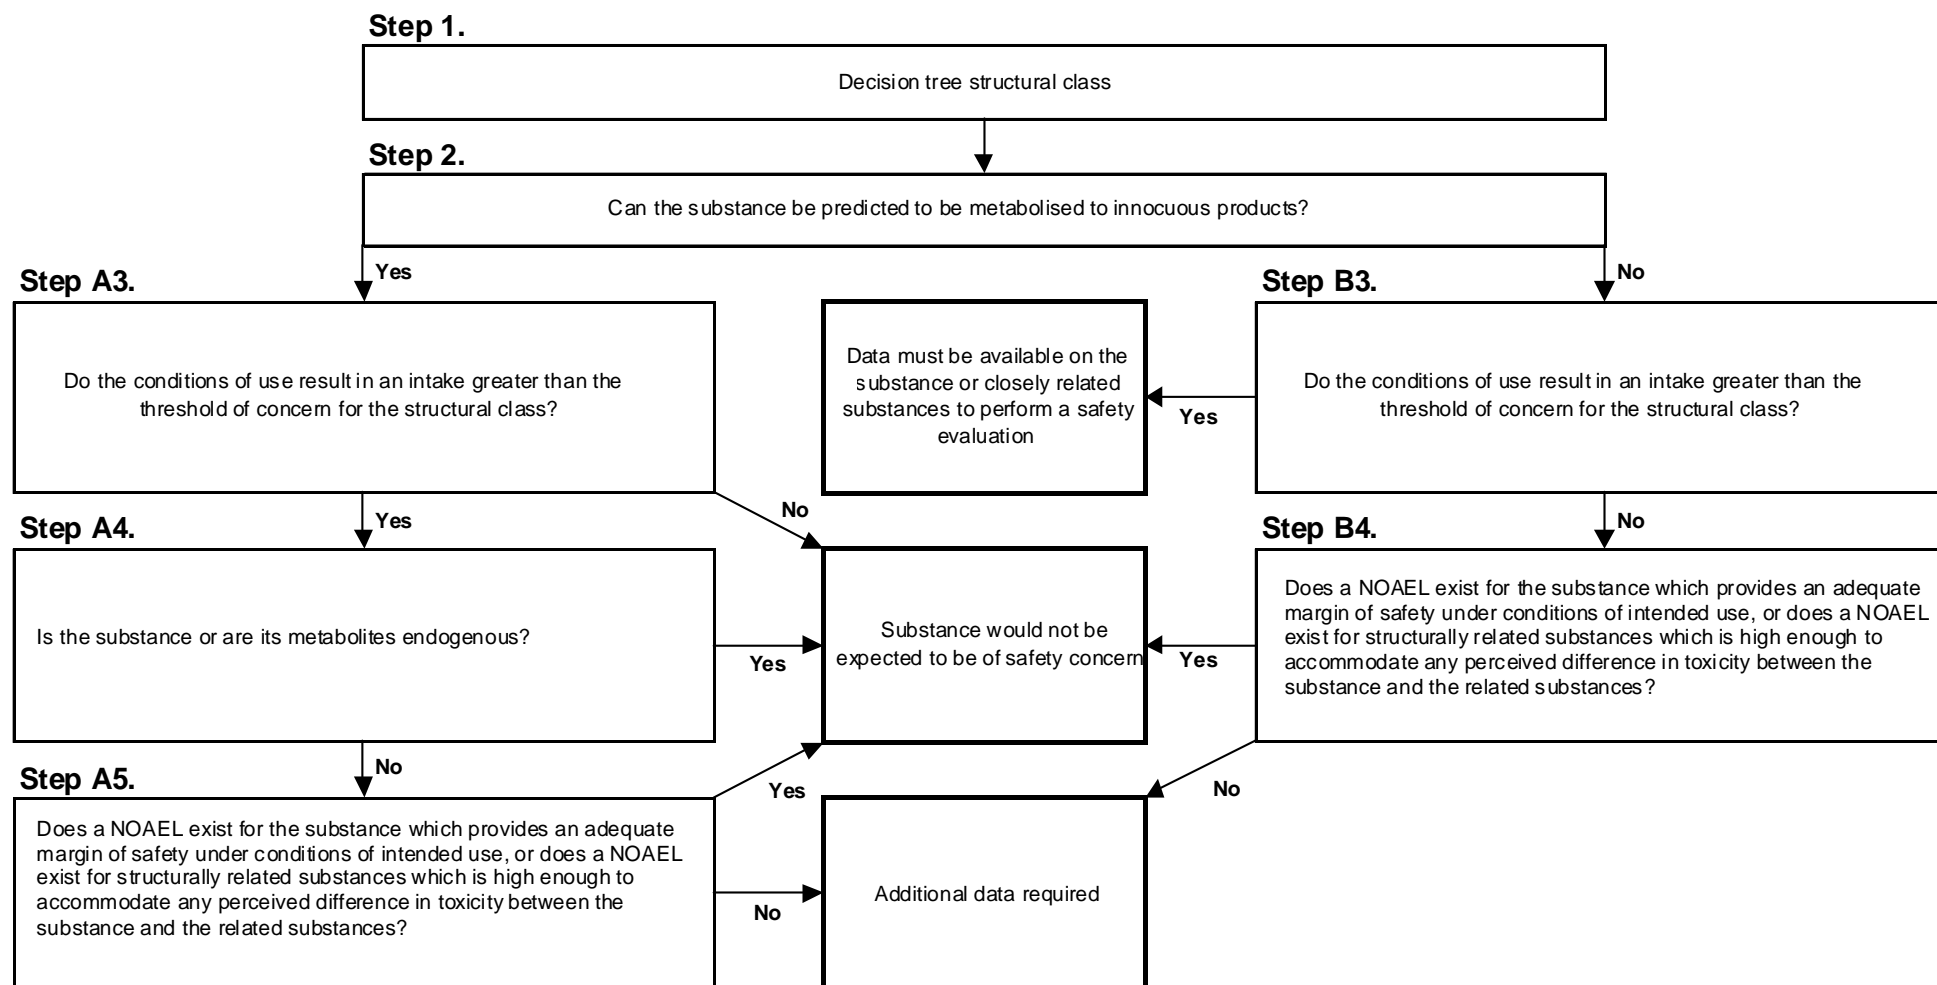 Step 1.
Decision tree structural class
Step 2.
Can the substance be predicted to be metabolised to innocuous products?
Yes
No
Step A3.
Do the conditions of use result in an intake greater than the
threshold of concern for the structural class?
Data must be available on the
substance or closely related
substances to perform a safety
evaluation
Yes
Step B3.
Do the conditions of use result in an intake greater than the
threshold of concern for the structural class?
Yes
No
No
Step A4.
Is the substance or are its metabolites endogenous?
Yes
Substance would not be
expected to be of safety concern
Yes
Step B4.
Does a NOAEL exist for the substance which provides an adequate
margin of safety under conditions of intended use, or does a NOAEL
exist for structurally related substances which is high enough to
accommodate any perceived difference in toxicity between the
substance and the related substances?
No
Yes
No
Step A5.
Does a NOAEL exist for the substance which provides an adequate
margin of safety under conditions of intended use, or does a NOAEL
exist for structurally related substances which is high enough to
accommodate any perceived difference in toxicity between the
substance and the related substances?
No
Additional data required